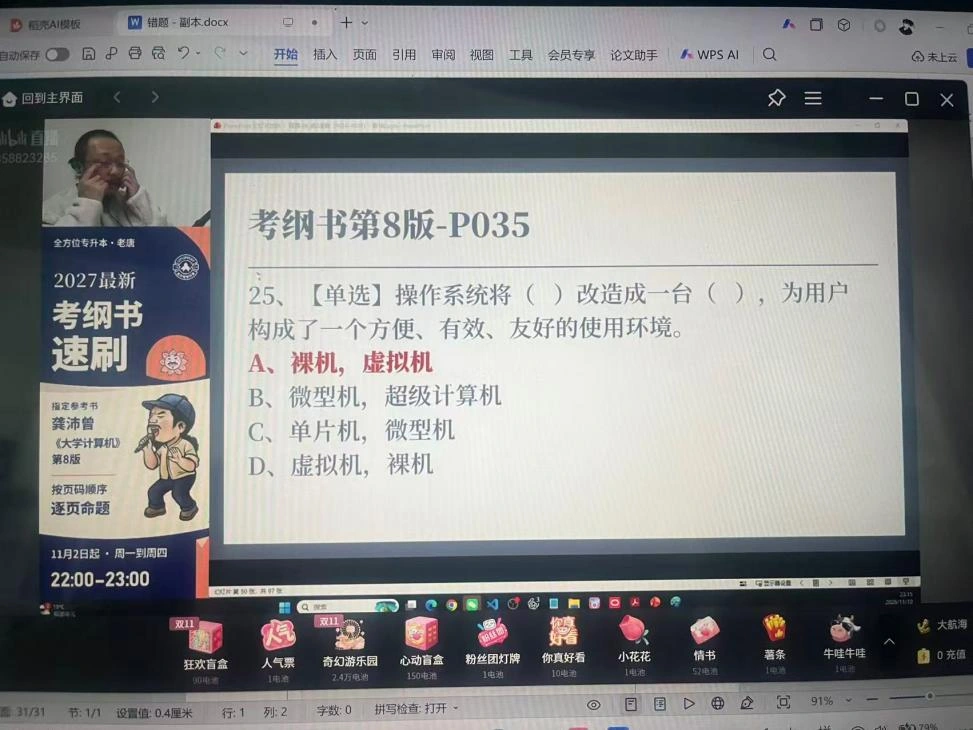 稻壳AI模板
错题 - 副本.docx
自动保存
开始 插入 页面 引用 审阅 视图 工具 会员专享 论文助手 WPS AI
未上云
回到主界面
直播
全方位专升本·老唐
2027最新
考纲书
速刷
指定参考书
龚沛曾
《大学计算机》
第8版
按页码顺序
逐页命题
11月2日起·周一到周四
22:00-23:00
考纲书第8版-P035
25、【单选】操作系统将（ ）改造成一台（ ），为用户
构成了一个方便、有效、友好的使用环境。
A、裸机，虚拟机
B、微型机，超级计算机
C、单片机，微型机
D、虚拟机，裸机
搜索
双11 双11
狂欢盲盒 人气票 奇幻游乐园 心动盲盒 粉丝团灯牌 你真好看 小花花 情书 薯条 牛哇牛哇
90电池 1电池 2.4万电池 150电池 1电池 10电池 1电池 52电池 1电池 1电池
大航海
0 充值
31/31 节: 1/1 设置值: 0.4厘米 行: 1 列: 2 字数: 0 拼写检查: 打开 91%
79%